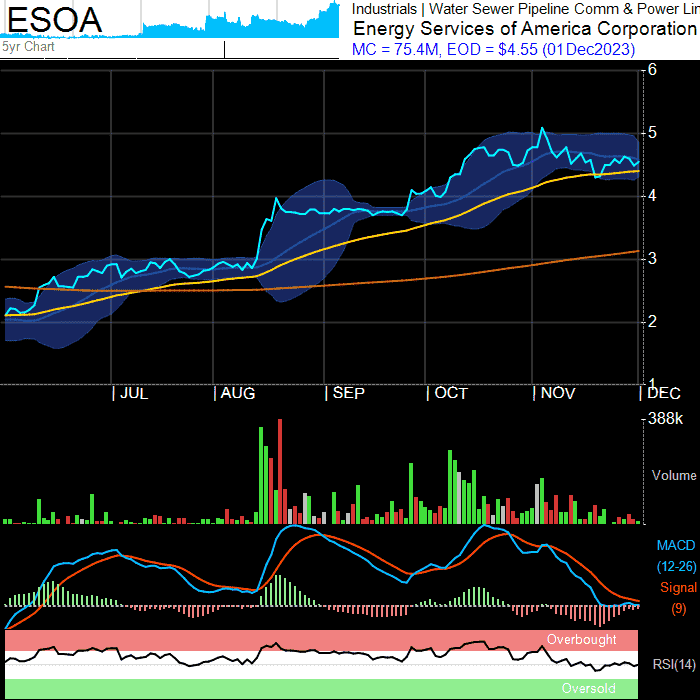 ESOA
Industrials | Water Sewer Pipeline Comm & Power Lin
Energy Services of America Corporation
5yr Chart
MC = 75.4M, EOD = $4.55 (01Dec2023)
6
5
4
3
2
1
JUL
AUG
SEP
OCT
NOV
DEC
388k
Volume
MACD
(12-26)
Signal
(9)
Overbought
RSI(14)
Oversold